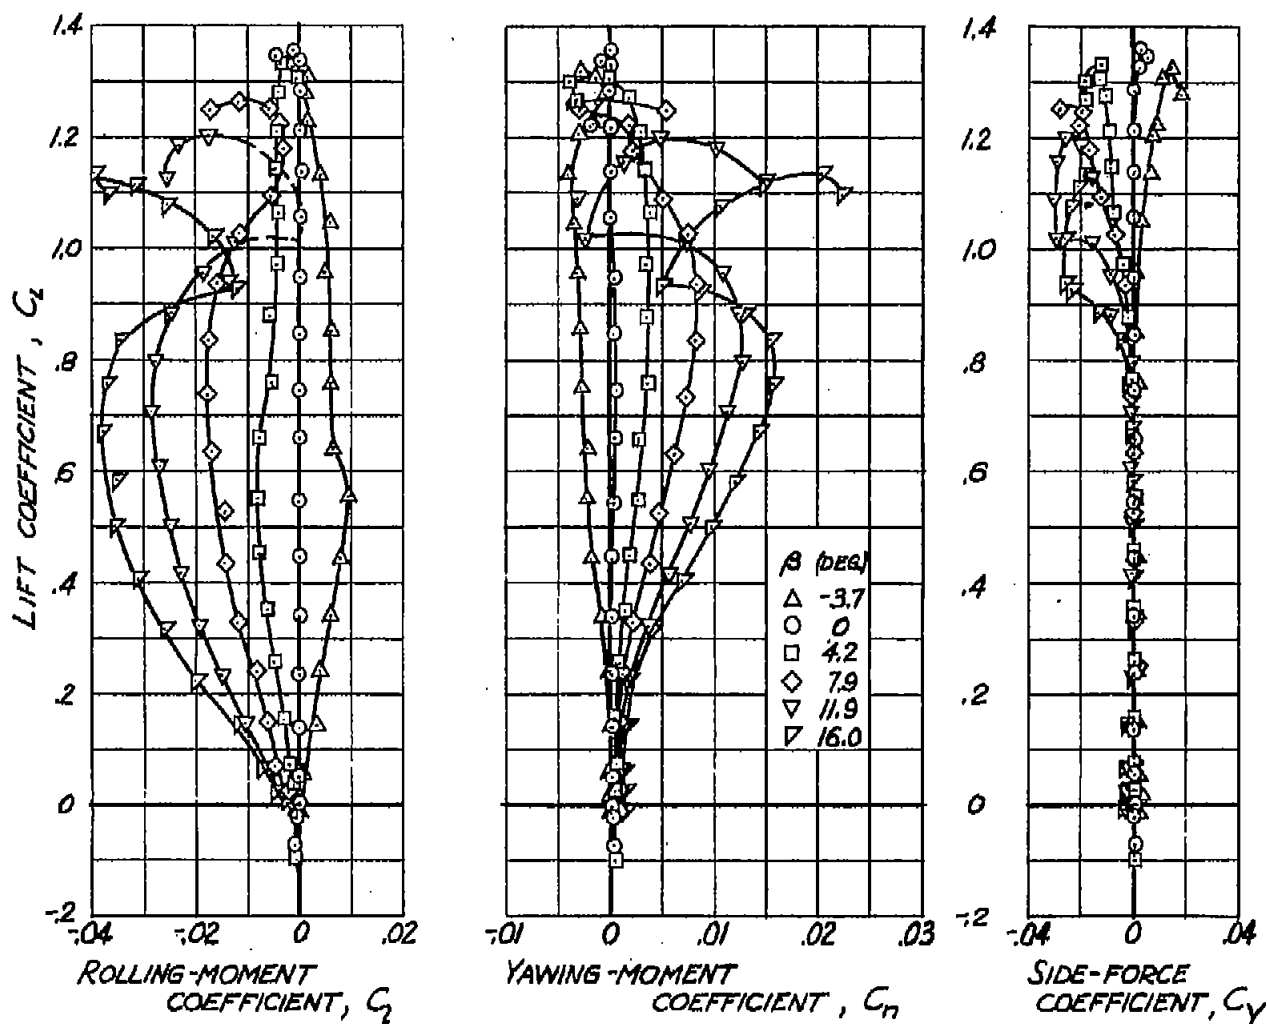 1.4
1.2
1.0
.8
.6
.4
.2
0
-.2
LIFT COEFFICIENT, CL
-.04 -.02 0 .02
ROLLING-MOMENT
COEFFICIENT, Cl
β (DEG)
-3.7
0
4.2
7.9
11.9
16.0
-.01 0 .01 .03
YAWING-MOMENT
COEFFICIENT, Cn
1.4
1.2
1.0
.8
.6
.4
.2
0
-.2
-.04 0 .04
SIDE-FORCE
COEFFICIENT, CY